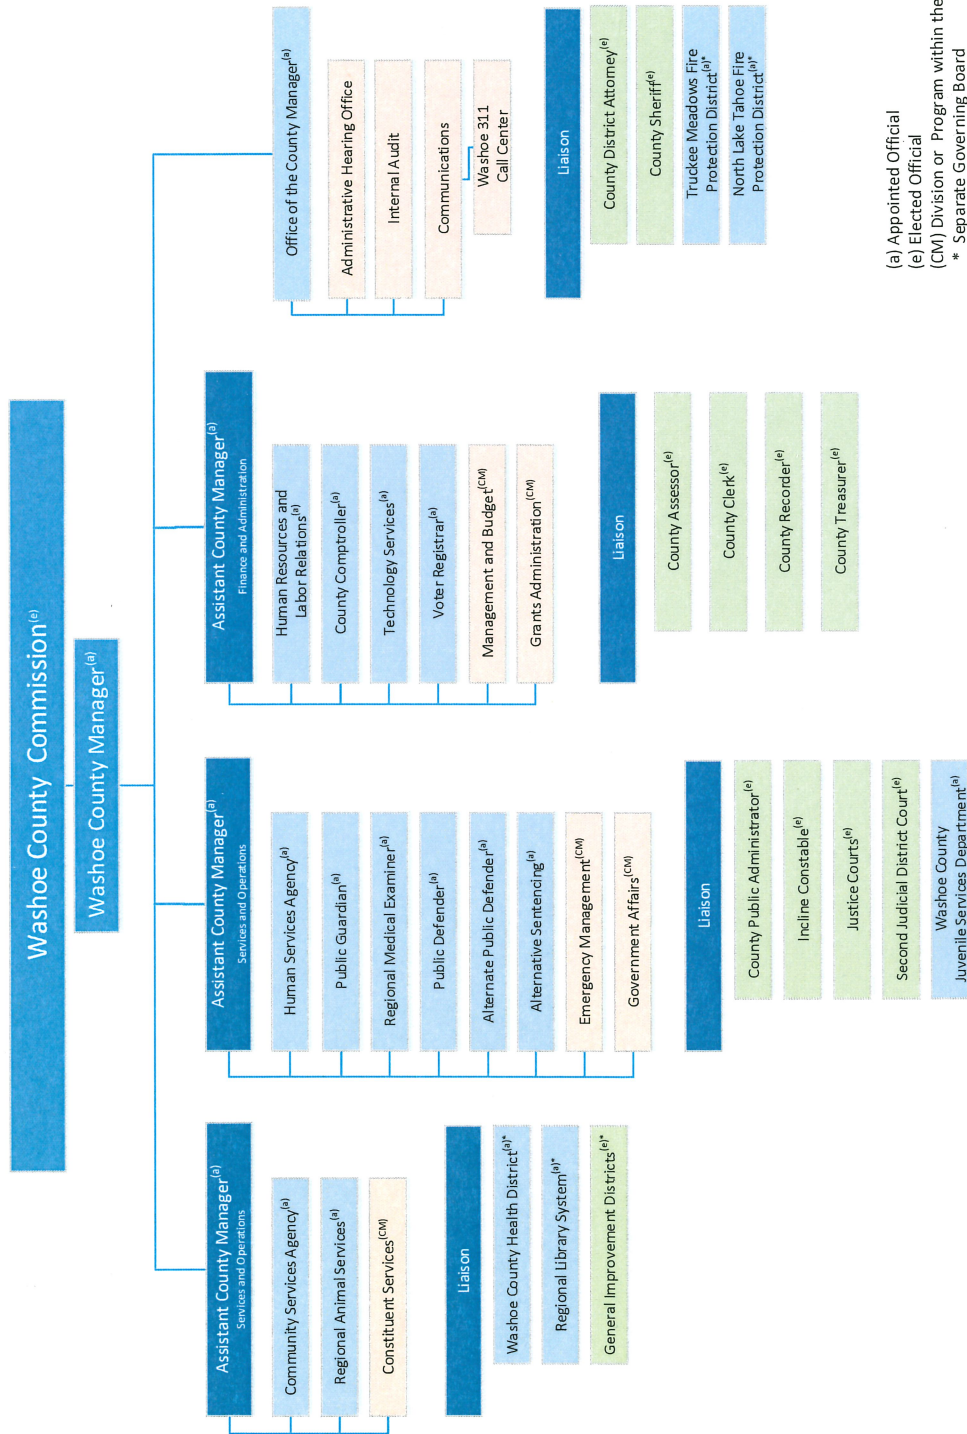 Washoe County Commission(e)
Washoe County Manager(a)
Assistant County Manager(a)
Services and Operations
Community Services Agency(a)
Regional Animal Services(a)
Constituent Services(CM)
Liaison
Washoe County Health District(a)*
Regional Library System(a)*
General Improvement Districts(e)*
Assistant County Manager(a)
Services and Operations
Human Services Agency(a)
Public Guardian(a)
Regional Medical Examiner(a)
Public Defender(a)
Alternate Public Defender(a)
Alternative Sentencing(a)
Emergency Management(CM)
Government Affairs(CM)
Liaison
County Public Administrator(e)
Incline Constable(e)
Justice Courts(e)
Second Judicial District Court(e)
Washoe County
Juvenile Services Department(a)
Assistant County Manager(a)
Finance and Administration
Human Resources and
Labor Relations(a)
County Comptroller(a)
Technology Services(a)
Voter Registrar(a)
Management and Budget(CM)
Grants Administration(CM)
Liaison
County Assessor(e)
County Clerk(e)
County Recorder(e)
County Treasurer(e)
Office of the County Manager(a)
Administrative Hearing Office
Internal Audit
Communications
Washoe 311
Call Center
Liaison
County District Attorney(e)
County Sheriff(e)
Truckee Meadows Fire
Protection District(a)*
North Lake Tahoe Fire
Protection District(a)*
(a) Appointed Official
(e) Elected Official
(CM) Division or Program within the
* Separate Governing Board